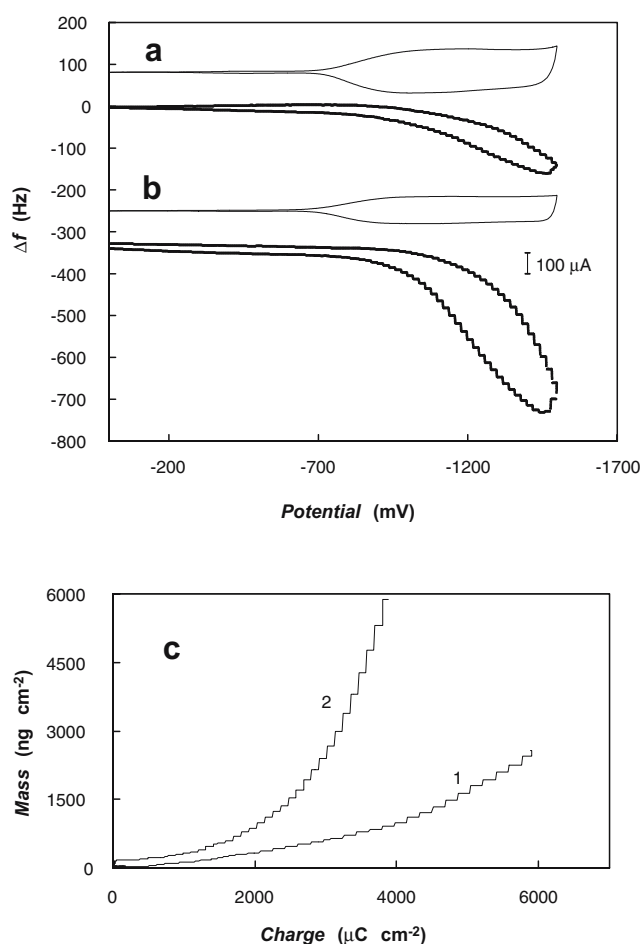 200
a
100
0
-100
b
-200
-300
100 μA
-400
-500
-600
-700
-800
Δf (Hz)
-200 -700 -1200 -1700
Potential (mV)
6000
c
4500
2
3000
1
1500
0
Mass (ng cm-2)
0 2000 4000 6000
Charge (μC cm-2)